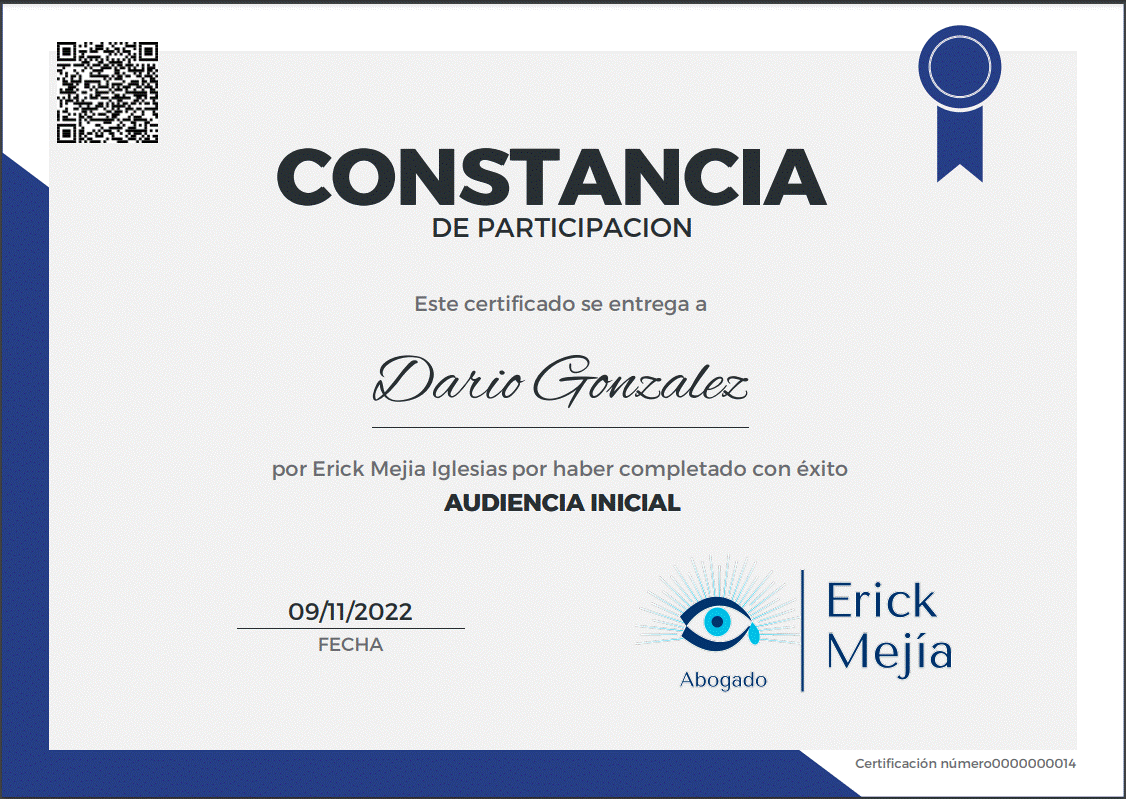 CONSTANCIA
DE PARTICIPACION
Este certificado se entrega a
Dario Gonzalez
por Erick Mejia Iglesias por haber completado con éxito
AUDIENCIA INICIAL
09/11/2022
FECHA
Abogado
Erick
Mejía
Certificación número0000000014